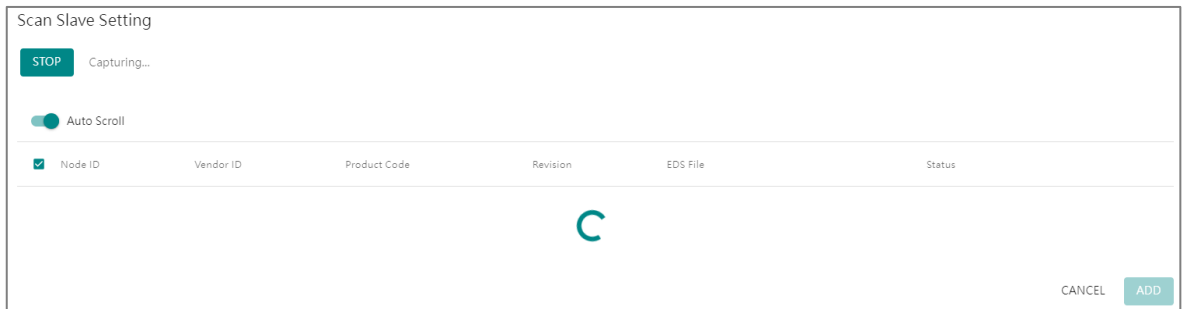 Scan Slave Setting
STOP Capturing...
Auto Scroll
Node ID Vendor ID Product Code Revision EDS File Status
CANCEL ADD